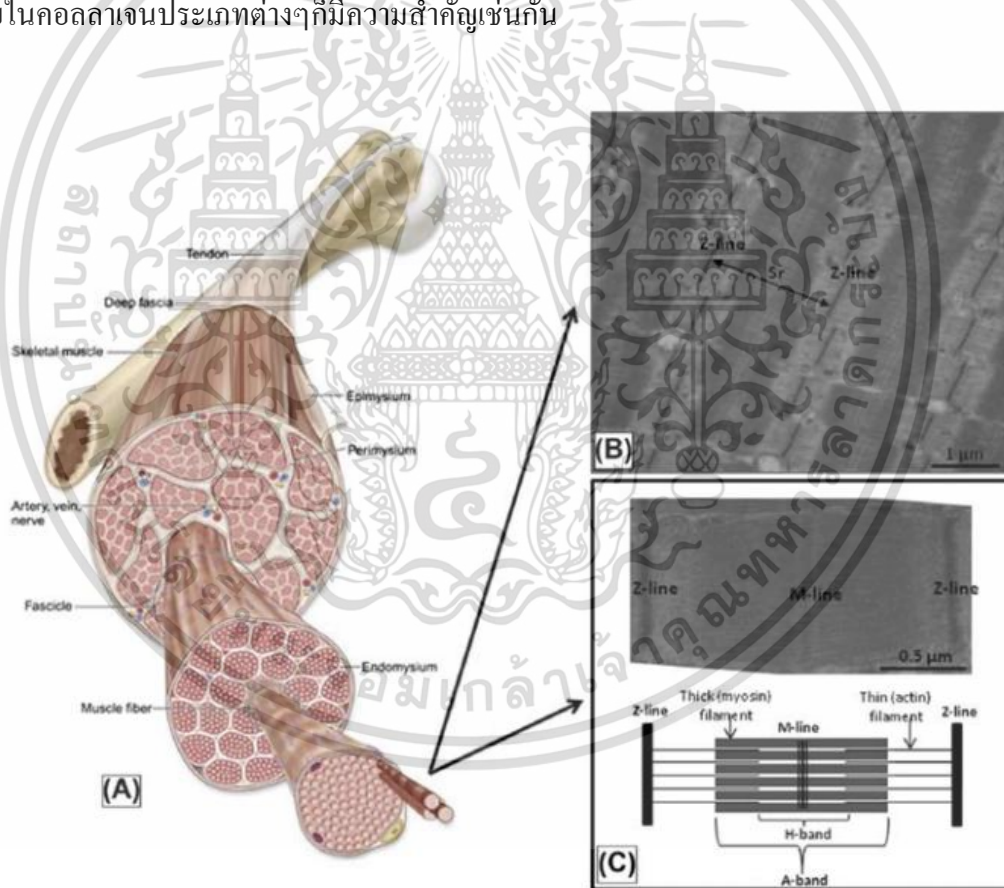 ในคอลลาเจนประเภทต่างๆก็มีความสำคัญเช่นกัน
Tendon
Deep fascia
Skeletal muscle
Epimysium
Perimysium
Artery, vein,
nerve
Fascicle
Endomysium
Muscle fiber
(A)
Z-line
Sr
Z-line
(B)
1 µm
Z-line
M-line
Z-line
0.5 µm
Thick (myosin)
filament
Thin (actin)
filament
Z-line
M-line
Z-line
H-band
A-band
(C)